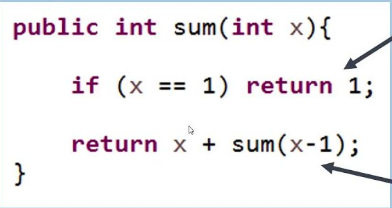 public int sum(int x){
if (x == 1) return 1;
return x + sum(x-1);
}